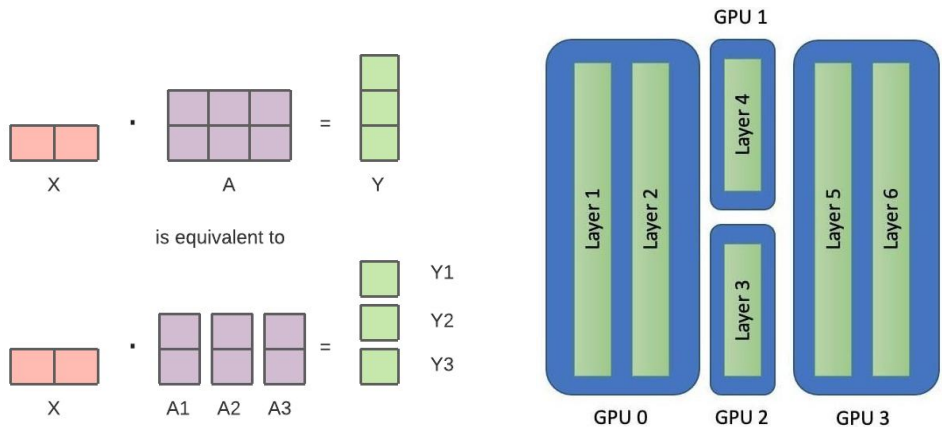 X · A = Y
is equivalent to
X · A1 A2 A3 = Y1
Y2
Y3
GPU 1
Layer 1
Layer 2
Layer 4
Layer 3
Layer 5
Layer 6
GPU 0
GPU 2
GPU 3